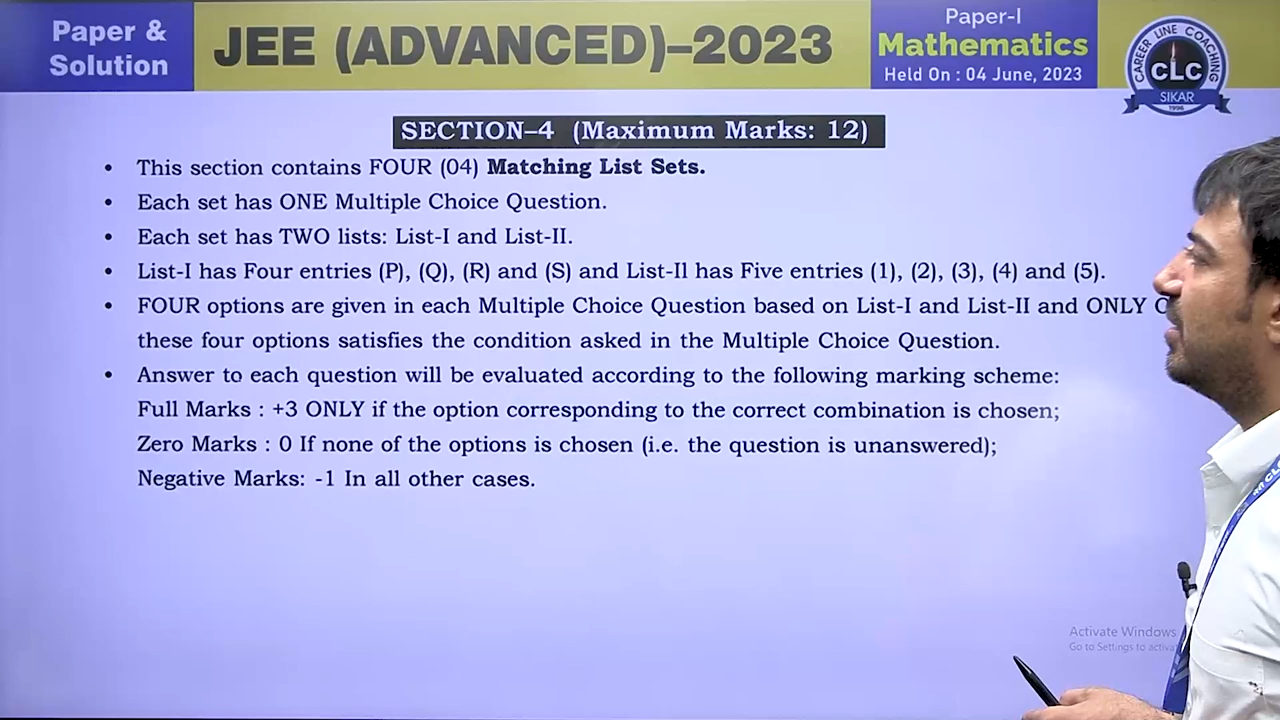 Paper &
Solution
JEE (ADVANCED)–2023
Paper-I
Mathematics
Held On : 04 June, 2023
CAREER LINE COACHING
CLC
SIKAR
1996
SECTION–4 (Maximum Marks: 12)
• This section contains FOUR (04) Matching List Sets.
• Each set has ONE Multiple Choice Question.
• Each set has TWO lists: List-I and List-II.
• List-I has Four entries (P), (Q), (R) and (S) and List-Il has Five entries (1), (2), (3), (4) and (5).
• FOUR options are given in each Multiple Choice Question based on List-I and List-II and ONLY
these four options satisfies the condition asked in the Multiple Choice Question.
• Answer to each question will be evaluated according to the following marking scheme:
Full Marks : +3 ONLY if the option corresponding to the correct combination is chosen;
Zero Marks : 0 If none of the options is chosen (i.e. the question is unanswered);
Negative Marks: -1 In all other cases.
Activate Windows
Go to Settings to activa